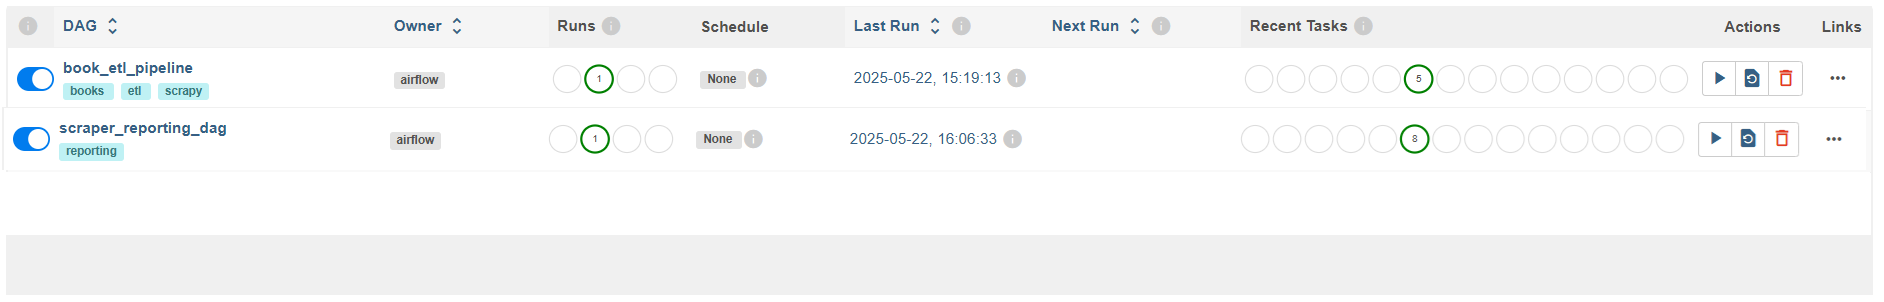 DAG Owner Runs Schedule Last Run Next Run Recent Tasks Actions Links
book_etl_pipeline
airflow 1 None 2025-05-22, 15:19:13 5
books etl scrapy
scraper_reporting_dag
airflow 1 None 2025-05-22, 16:06:33 8
reporting